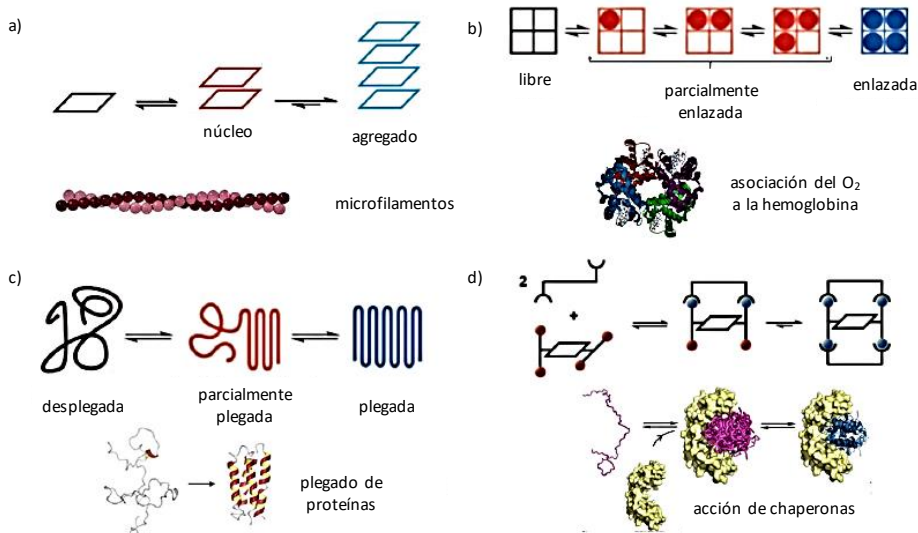 a)
núcleo
agregado
microfilamentos
b)
libre
parcialmente
enlazada
enlazada
asociación del O₂
a la hemoglobina
c)
desplegada
parcialmente
plegada
plegada
plegado de
proteínas
d)
2
+
acción de chaperonas